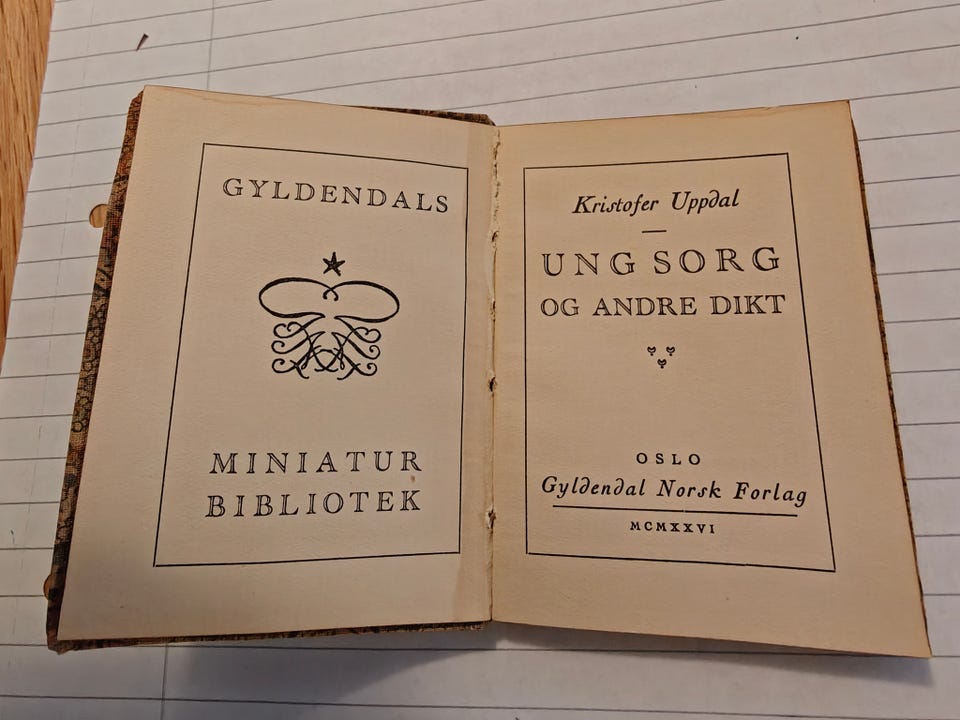 GYLDENDALS
MINIATUR
BIBLIOTEK
Kristofer Uppdal
UNG SORG
OG ANDRE DIKT
OSLO
Gyldendal Norsk Forlag
MCMXXVI